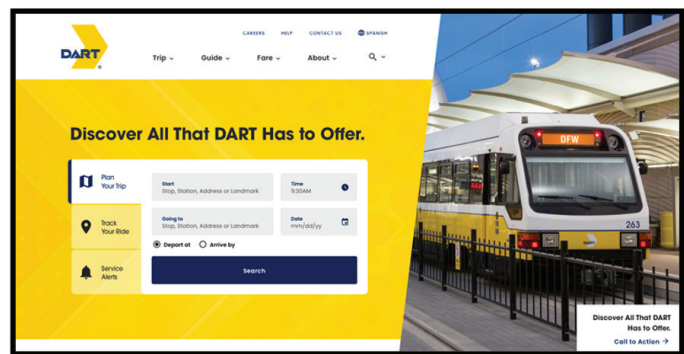 CAREERS HELP CONTACT US SPANISH
DART
Trip Guide Fare About
Discover All That DART Has to Offer.
Plan
Your Trip
Start
Stop, Station, Address or Landmark
Time
9:30AM
Track
Your Ride
Going to
Stop, Station, Address or Landmark
Date
mm/dd/yy
Depart at Arrive by
Service
Alerts
Search
DFW
263
DART
Discover All That DART
Has to Offer.
Call to Action →